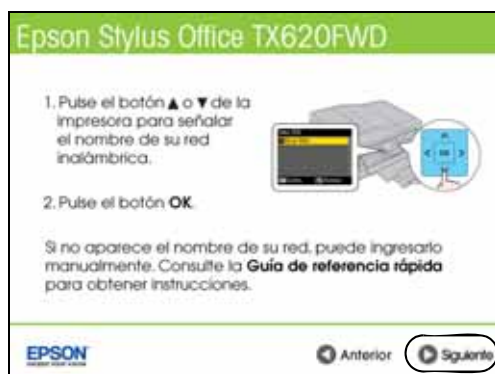 Epson Stylus Office TX620FWD
1. Pulse el botón ▲ o ▼ de la
impresora para señalar
el nombre de su red
inalámbrica.
2. Pulse el botón OK.
Si no aparece el nombre de su red, puede ingresarlo
manualmente. Consulte la Guía de referencia rápida
para obtener instrucciones.
EPSON
Anterior
Siguiente